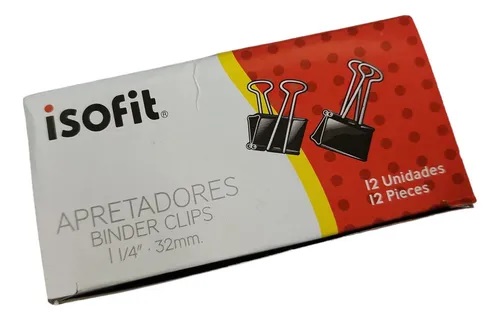 isofit®
APRETADORES
BINDER CLIPS
1 1/4" · 32mm.
12 Unidades
12 Pieces